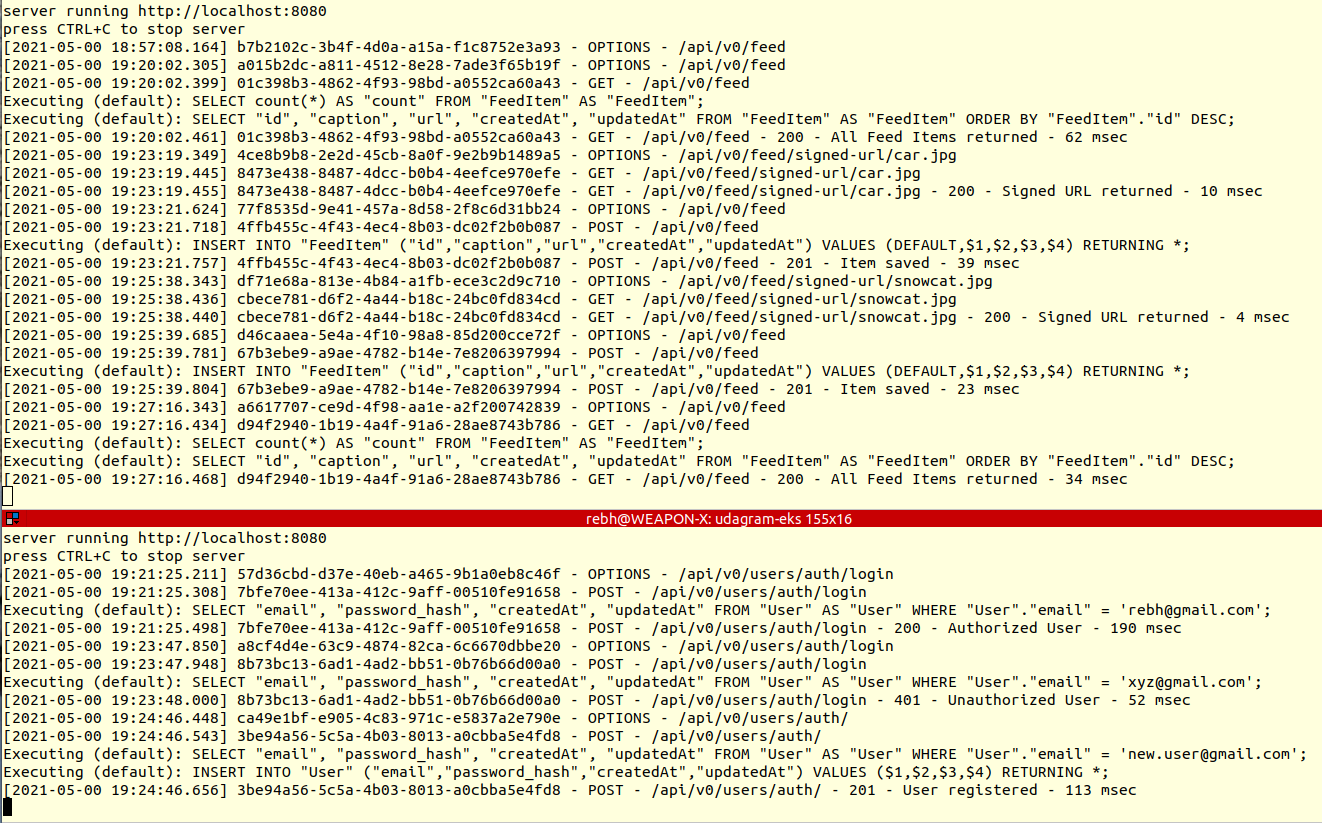 server running http://localhost:8080
press CTRL+C to stop server
[2021-05-00 18:57:08.164] b7b2102c-3b4f-4d0a-a15a-f1c8752e3a93 - OPTIONS - /api/v0/feed
[2021-05-00 19:20:02.305] a015b2dc-a811-4512-8e28-7ade3f65b19f - OPTIONS - /api/v0/feed
[2021-05-00 19:20:02.399] 01c398b3-4862-4f93-98bd-a0552ca60a43 - GET - /api/v0/feed
Executing (default): SELECT count(*) AS "count" FROM "FeedItem" AS "FeedItem";
Executing (default): SELECT "id", "caption", "url", "createdAt", "updatedAt" FROM "FeedItem" AS "FeedItem" ORDER BY "FeedItem"."id" DESC;
[2021-05-00 19:20:02.461] 01c398b3-4862-4f93-98bd-a0552ca60a43 - GET - /api/v0/feed - 200 - All Feed Items returned - 62 msec
[2021-05-00 19:23:19.349] 4ce8b9b8-2e2d-45cb-8a0f-9e2b9b1489a5 - OPTIONS - /api/v0/feed/signed-url/car.jpg
[2021-05-00 19:23:19.445] 8473e438-8487-4dcc-b0b4-4eefce970efe - GET - /api/v0/feed/signed-url/car.jpg
[2021-05-00 19:23:19.455] 8473e438-8487-4dcc-b0b4-4eefce970efe - GET - /api/v0/feed/signed-url/car.jpg - 200 - Signed URL returned - 10 msec
[2021-05-00 19:23:21.624] 77f8535d-9e41-457a-8d58-2f8c6d31bb24 - OPTIONS - /api/v0/feed
[2021-05-00 19:23:21.718] 4ffb455c-4f43-4ec4-8b03-dc02f2b0b087 - POST - /api/v0/feed
Executing (default): INSERT INTO "FeedItem" ("id","caption","url","createdAt","updatedAt") VALUES (DEFAULT,$1,$2,$3,$4) RETURNING *;
[2021-05-00 19:23:21.757] 4ffb455c-4f43-4ec4-8b03-dc02f2b0b087 - POST - /api/v0/feed - 201 - Item saved - 39 msec
[2021-05-00 19:25:38.343] df71e68a-813e-4b84-a1fb-ece3c2d9c710 - OPTIONS - /api/v0/feed/signed-url/snowcat.jpg
[2021-05-00 19:25:38.436] cbece781-d6f2-4a44-b18c-24bc0fd834cd - GET - /api/v0/feed/signed-url/snowcat.jpg
[2021-05-00 19:25:38.440] cbece781-d6f2-4a44-b18c-24bc0fd834cd - GET - /api/v0/feed/signed-url/snowcat.jpg - 200 - Signed URL returned - 4 msec
[2021-05-00 19:25:39.685] d46caaea-5e4a-4f10-98a8-85d200cce72f - OPTIONS - /api/v0/feed
[2021-05-00 19:25:39.781] 67b3ebe9-a9ae-4782-b14e-7e8206397994 - POST - /api/v0/feed
Executing (default): INSERT INTO "FeedItem" ("id","caption","url","createdAt","updatedAt") VALUES (DEFAULT,$1,$2,$3,$4) RETURNING *;
[2021-05-00 19:25:39.804] 67b3ebe9-a9ae-4782-b14e-7e8206397994 - POST - /api/v0/feed - 201 - Item saved - 23 msec
[2021-05-00 19:27:16.343] a6617707-ce9d-4f98-aa1e-a2f200742839 - OPTIONS - /api/v0/feed
[2021-05-00 19:27:16.434] d94f2940-1b19-4a4f-91a6-28ae8743b786 - GET - /api/v0/feed
Executing (default): SELECT count(*) AS "count" FROM "FeedItem" AS "FeedItem";
Executing (default): SELECT "id", "caption", "url", "createdAt", "updatedAt" FROM "FeedItem" AS "FeedItem" ORDER BY "FeedItem"."id" DESC;
[2021-05-00 19:27:16.468] d94f2940-1b19-4a4f-91a6-28ae8743b786 - GET - /api/v0/feed - 200 - All Feed Items returned - 34 msec
rebh@WEAPON-X: udagram-eks 155x16
server running http://localhost:8080
press CTRL+C to stop server
[2021-05-00 19:21:25.211] 57d36cbd-d37e-40eb-a465-9b1a0eb8c46f - OPTIONS - /api/v0/users/auth/login
[2021-05-00 19:21:25.308] 7bfe70ee-413a-412c-9aff-00510fe91658 - POST - /api/v0/users/auth/login
Executing (default): SELECT "email", "password_hash", "createdAt", "updatedAt" FROM "User" AS "User" WHERE "User"."email" = 'rebh@gmail.com';
[2021-05-00 19:21:25.498] 7bfe70ee-413a-412c-9aff-00510fe91658 - POST - /api/v0/users/auth/login - 200 - Authorized User - 190 msec
[2021-05-00 19:23:47.850] a8cf4d4e-63c9-4874-82ca-6c6670dbbe20 - OPTIONS - /api/v0/users/auth/login
[2021-05-00 19:23:47.948] 8b73bc13-6ad1-4ad2-bb51-0b76b66d00a0 - POST - /api/v0/users/auth/login
Executing (default): SELECT "email", "password_hash", "createdAt", "updatedAt" FROM "User" AS "User" WHERE "User"."email" = 'xyz@gmail.com';
[2021-05-00 19:23:48.000] 8b73bc13-6ad1-4ad2-bb51-0b76b66d00a0 - POST - /api/v0/users/auth/login - 401 - Unauthorized User - 52 msec
[2021-05-00 19:24:46.448] ca49e1bf-e905-4c83-971c-e5837a2e790e - OPTIONS - /api/v0/users/auth/
[2021-05-00 19:24:46.543] 3be94a56-5c5a-4b03-8013-a0cbba5e4fd8 - POST - /api/v0/users/auth/
Executing (default): SELECT "email", "password_hash", "createdAt", "updatedAt" FROM "User" AS "User" WHERE "User"."email" = 'new.user@gmail.com';
Executing (default): INSERT INTO "User" ("email","password_hash","createdAt","updatedAt") VALUES ($1,$2,$3,$4) RETURNING *;
[2021-05-00 19:24:46.656] 3be94a56-5c5a-4b03-8013-a0cbba5e4fd8 - POST - /api/v0/users/auth/ - 201 - User registered - 113 msec